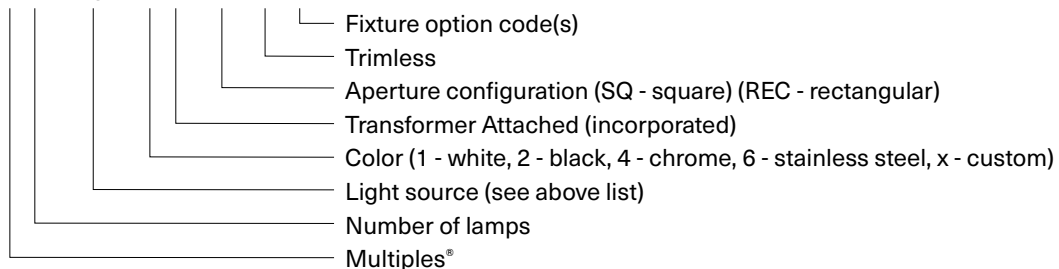 Fixture option code(s)
Trimless
Aperture configuration (SQ - square) (REC - rectangular)
Transformer Attached (incorporated)
Color (1 - white, 2 - black, 4 - chrome, 6 - stainless steel, x - custom)
Light source (see above list)
Number of lamps
Multiples®